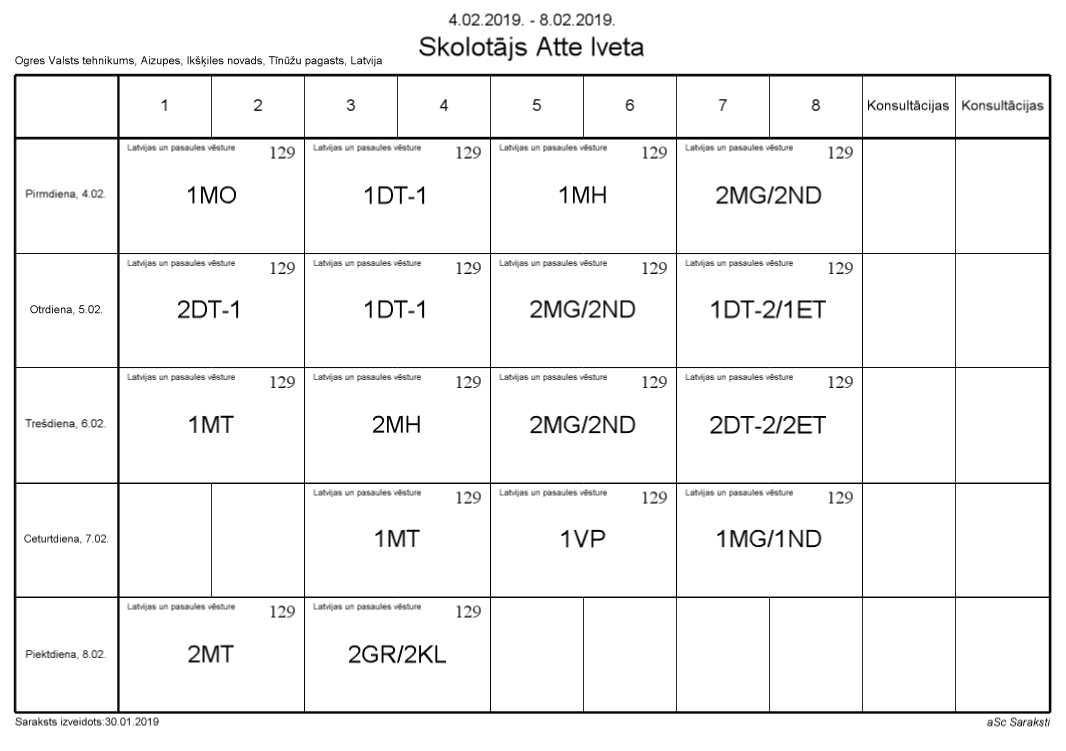 4.02.2019. - 8.02.2019.
Skolotājs Atte Iveta
Ogres Valsts tehnikums, Aizupes, Ikšķiles novads, Tīnūžu pagasts, Latvija
1 2 3 4 5 6 7 8 Konsultācijas Konsultācijas
Latvijas un pasaules vēsture 129 Latvijas un pasaules vēsture 129 Latvijas un pasaules vēsture 129 Latvijas un pasaules vēsture 129
Pirmdiena, 4.02. 1MO 1DT-1 1MH 2MG/2ND
Latvijas un pasaules vēsture 129 Latvijas un pasaules vēsture 129 Latvijas un pasaules vēsture 129 Latvijas un pasaules vēsture 129
Otrdiena, 5.02. 2DT-1 1DT-1 2MG/2ND 1DT-2/1ET
Latvijas un pasaules vēsture 129 Latvijas un pasaules vēsture 129 Latvijas un pasaules vēsture 129 Latvijas un pasaules vēsture 129
Trešdiena, 6.02. 1MT 2MH 2MG/2ND 2DT-2/2ET
Latvijas un pasaules vēsture 129 Latvijas un pasaules vēsture 129 Latvijas un pasaules vēsture 129
Ceturtdiena, 7.02. 1MT 1VP 1MG/1ND
Latvijas un pasaules vēsture 129 Latvijas un pasaules vēsture 129
Piektdiena, 8.02. 2MT 2GR/2KL
Saraksts izveidots:30.01.2019 aSc Saraksti